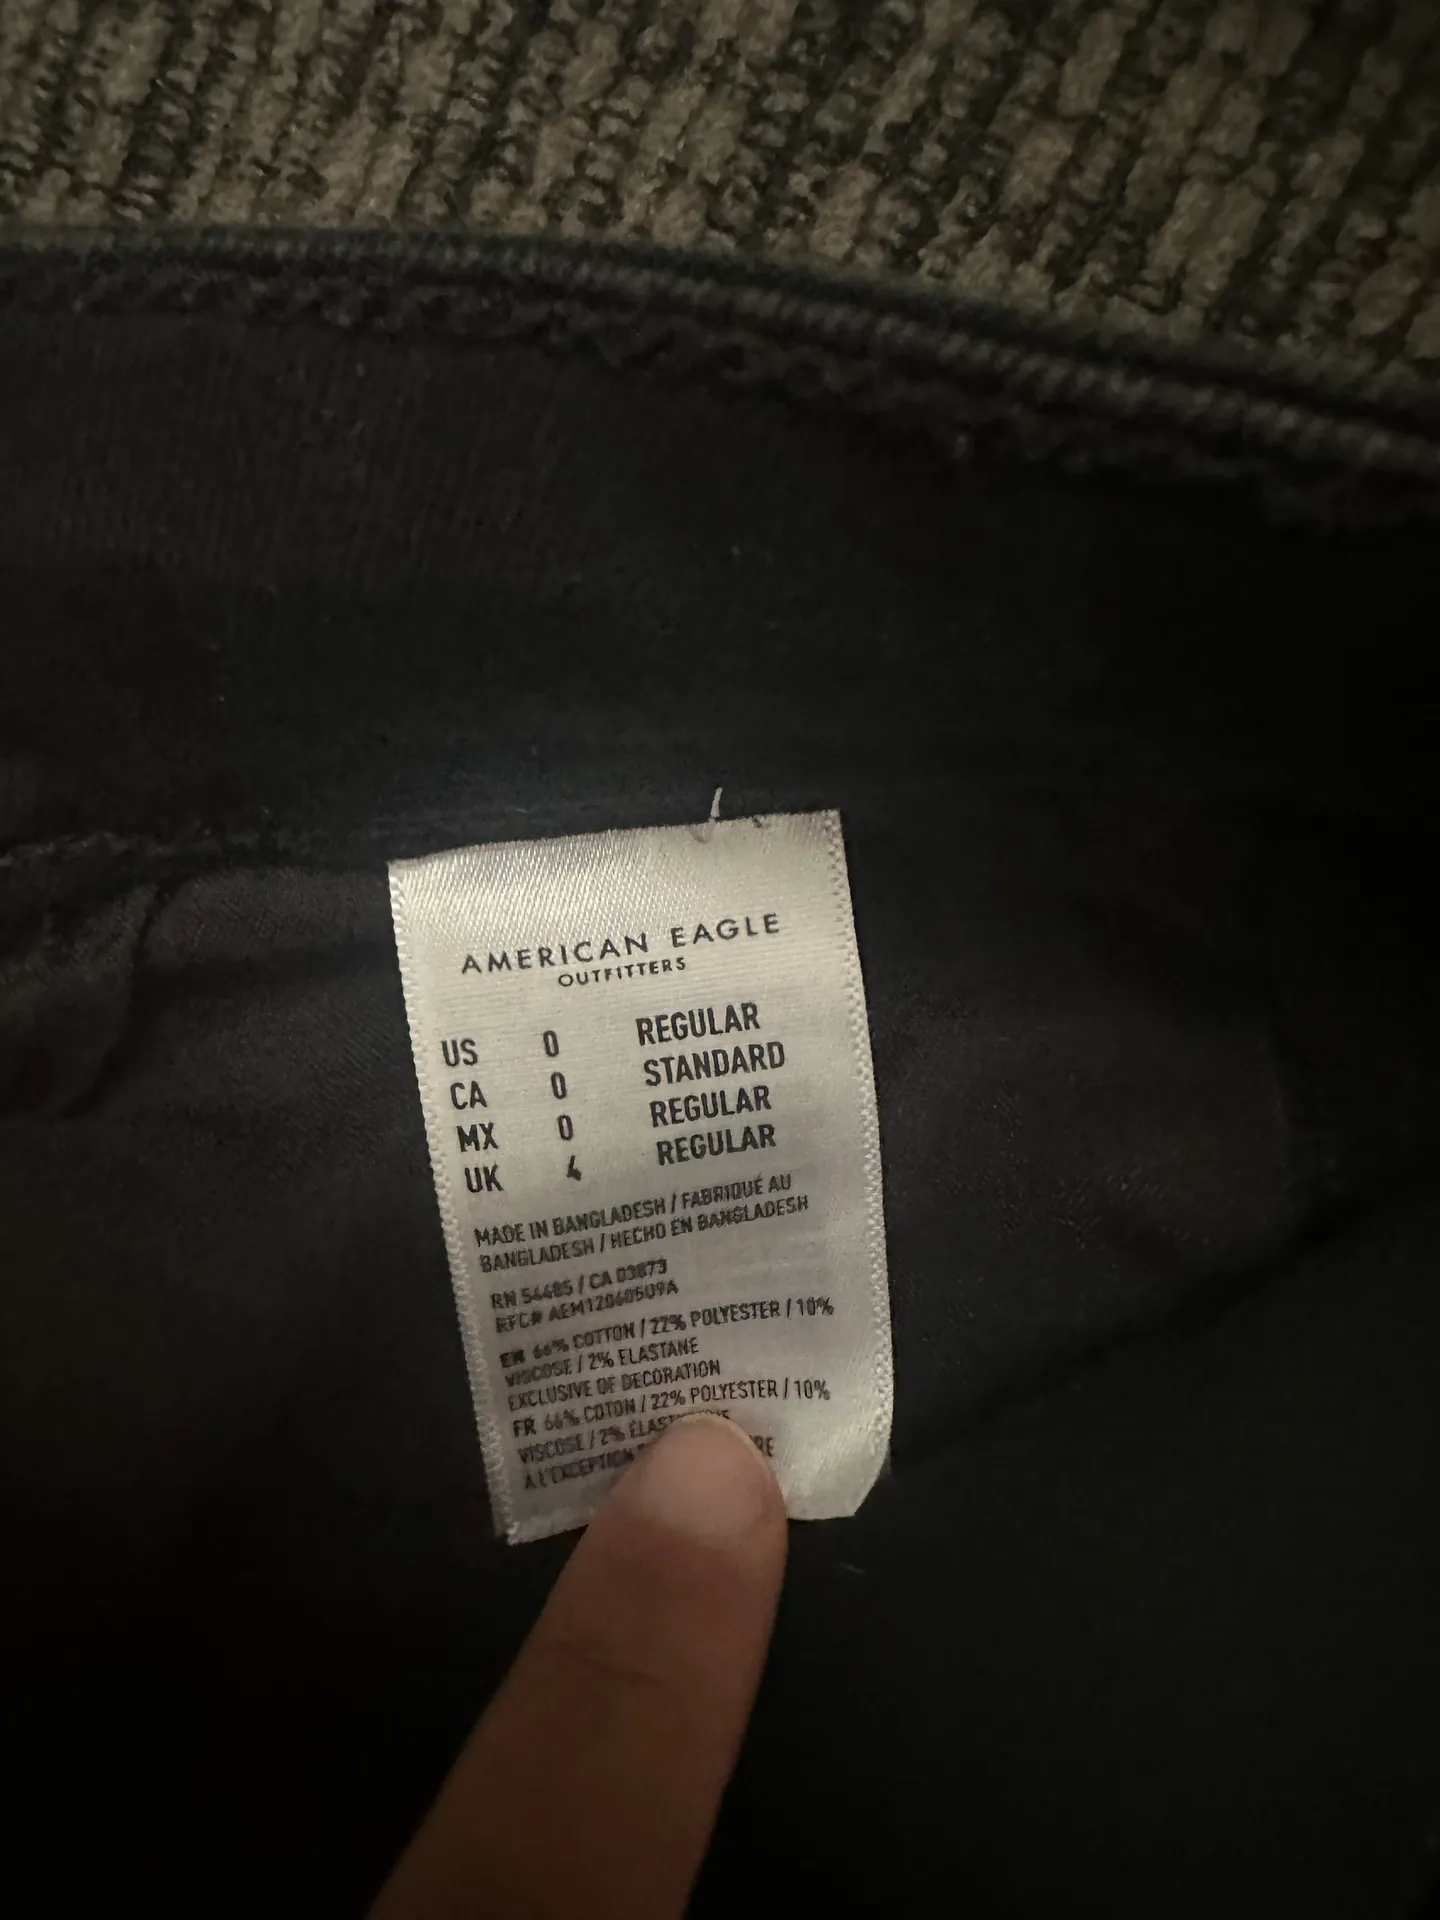 AMERICAN EAGLE
OUTFITTERS
US 0 REGULAR
CA 0 STANDARD
MX 0 REGULAR
UK 4 REGULAR
MADE IN BANGLADESH / FABRIQUÉ AU
BANGLADESH / HECHO EN BANGLADESH
RN 54485 / CA 03873
RFC# AEM12060509A
EN 66% COTTON / 22% POLYESTER / 10%
VISCOSE / 2% ELASTANE
EXCLUSIVE OF DECORATION
FR 66% COTON / 22% POLYESTER / 10%
VISCOSE / 2%
A L'EXCEPTION